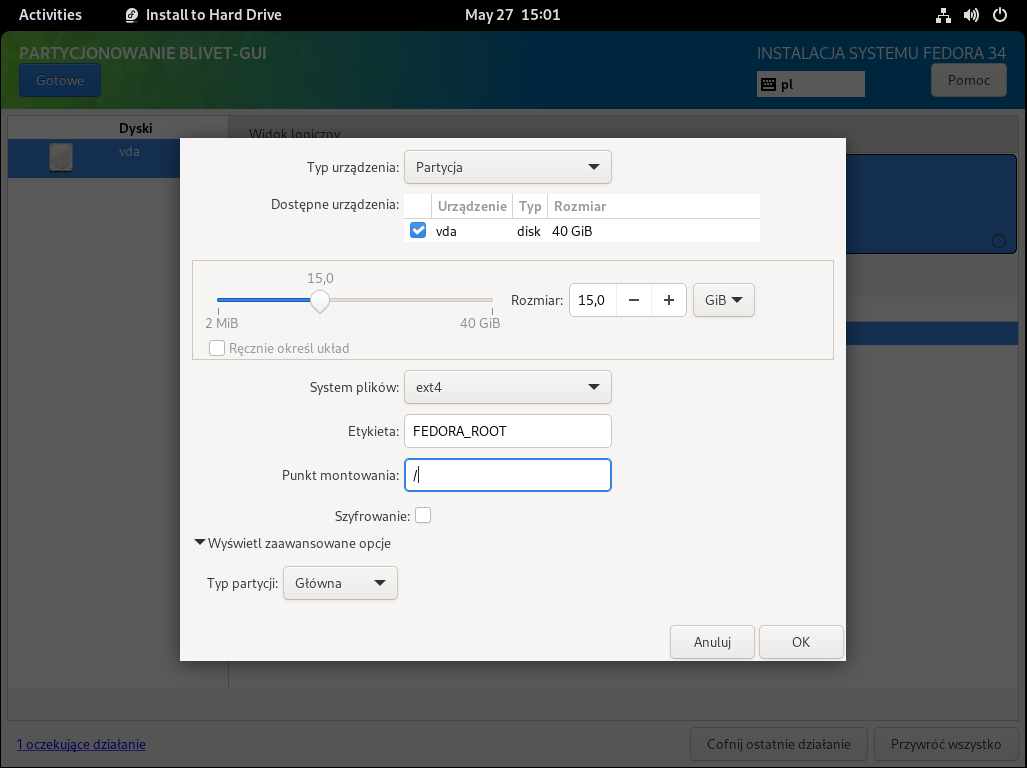 Activities Install to Hard Drive May 27 15:01
PARTYCJONOWANIE BLIVET-GUI INSTALACJA SYSTEMU FEDORA 34
Gotowe pl Pomoc
Dyski
Widok logiczny
vda
Typ urządzenia: Partycja
Dostępne urządzenia: Urządzenie Typ Rozmiar
vda disk 40 GiB
15,0
Rozmiar: 15,0 − + GiB
2 MiB 40 GiB
Ręcznie określ układ
System plików: ext4
Etykieta: FEDORA_ROOT
Punkt montowania: /
Szyfrowanie:
Wyświetl zaawansowane opcje
Typ partycji: Główna
Anuluj OK
1 oczekujące działanie Cofnij ostatnie działanie Przywróć wszystko